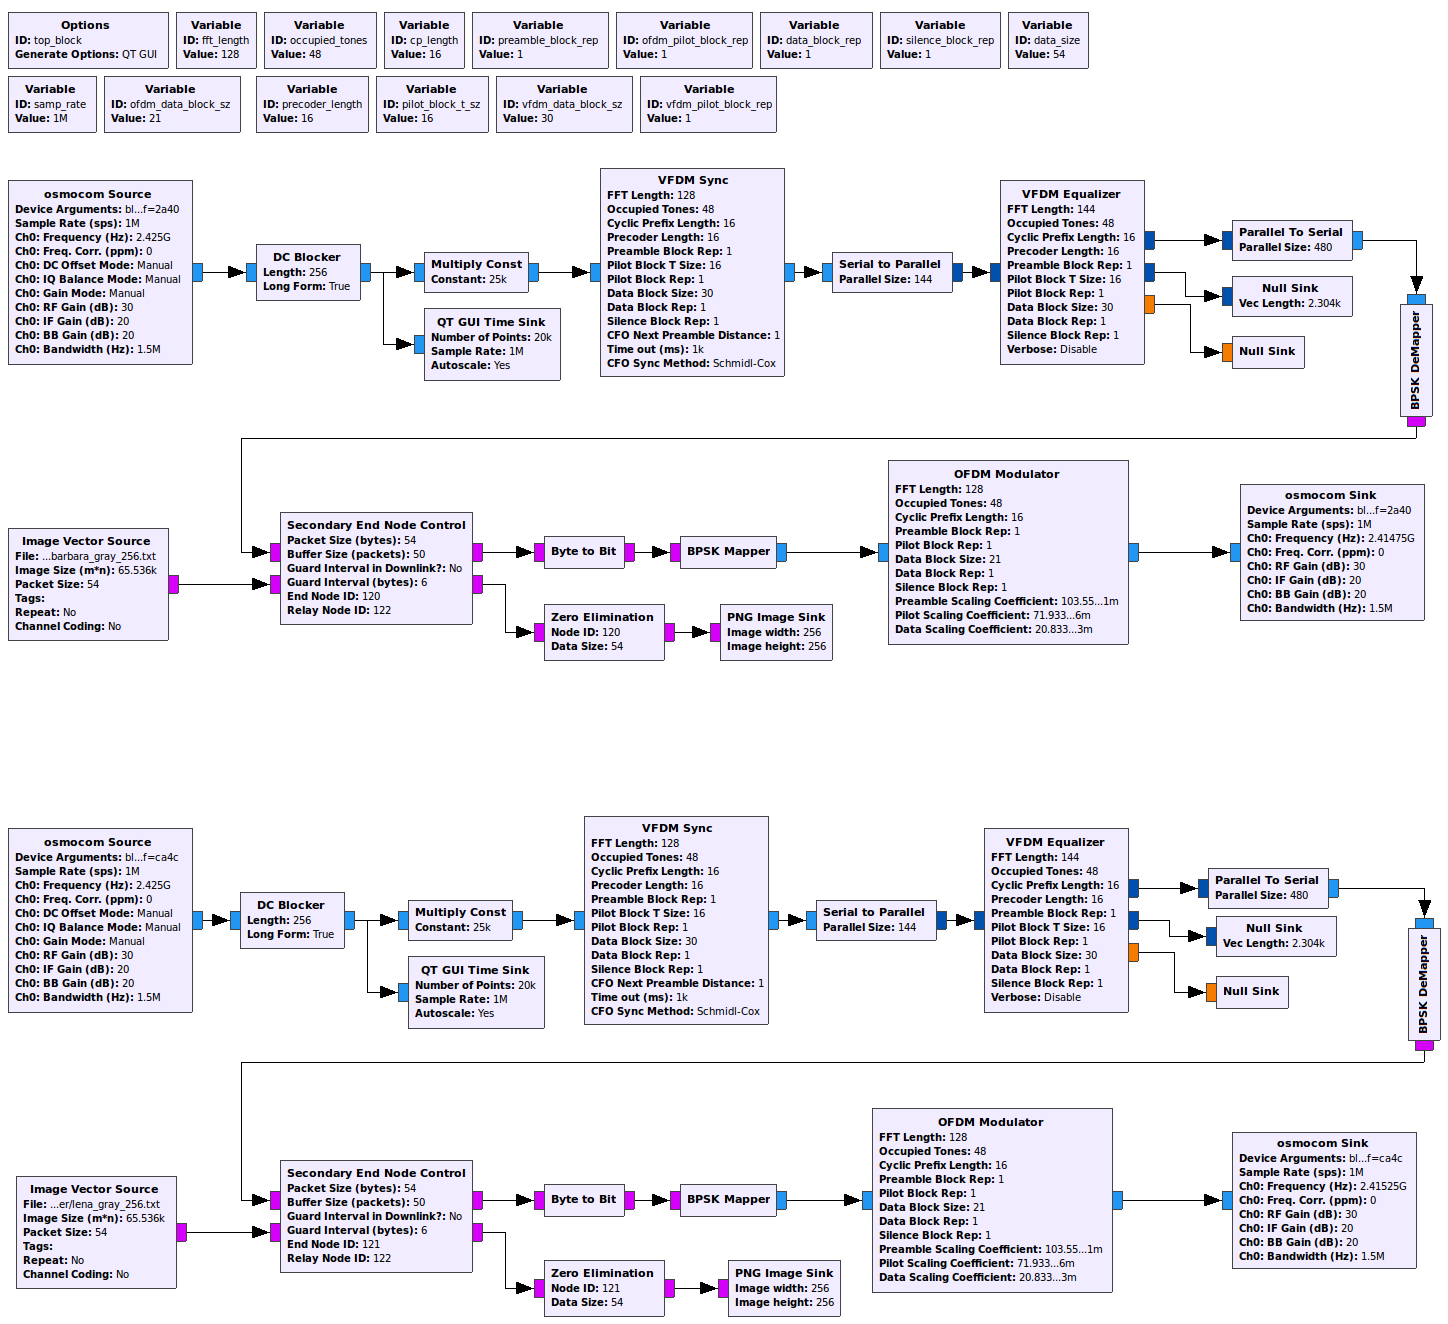 Options
ID: top_block
Generate Options: QT GUI
Variable
ID: fft_length
Value: 128
Variable
ID: occupied_tones
Value: 48
Variable
ID: cp_length
Value: 16
Variable
ID: preamble_block_rep
Value: 1
Variable
ID: ofdm_pilot_block_rep
Value: 1
Variable
ID: data_block_rep
Value: 1
Variable
ID: silence_block_rep
Value: 1
Variable
ID: data_size
Value: 54
Variable
ID: samp_rate
Value: 1M
Variable
ID: ofdm_data_block_sz
Value: 21
Variable
ID: precoder_length
Value: 16
Variable
ID: pilot_block_t_sz
Value: 16
Variable
ID: vfdm_data_block_sz
Value: 30
Variable
ID: vfdm_pilot_block_rep
Value: 1
osmocom Source
Device Arguments: bl...f=2a40
Sample Rate (sps): 1M
Ch0: Frequency (Hz): 2.425G
Ch0: Freq. Corr. (ppm): 0
Ch0: DC Offset Mode: Manual
Ch0: IQ Balance Mode: Manual
Ch0: Gain Mode: Manual
Ch0: RF Gain (dB): 30
Ch0: IF Gain (dB): 20
Ch0: BB Gain (dB): 20
Ch0: Bandwidth (Hz): 1.5M
DC Blocker
Length: 256
Long Form: True
Multiply Const
Constant: 25k
QT GUI Time Sink
Number of Points: 20k
Sample Rate: 1M
Autoscale: Yes
VFDM Sync
FFT Length: 128
Occupied Tones: 48
Cyclic Prefix Length: 16
Precoder Length: 16
Preamble Block Rep: 1
Pilot Block T Size: 16
Pilot Block Rep: 1
Data Block Size: 30
Data Block Rep: 1
Silence Block Rep: 1
CFO Next Preamble Distance: 1
Time out (ms): 1k
CFO Sync Method: Schmidl-Cox
Serial to Parallel
Parallel Size: 144
VFDM Equalizer
FFT Length: 144
Occupied Tones: 48
Cyclic Prefix Length: 16
Precoder Length: 16
Preamble Block Rep: 1
Pilot Block T Size: 16
Pilot Block Rep: 1
Data Block Size: 30
Data Block Rep: 1
Silence Block Rep: 1
Verbose: Disable
Parallel To Serial
Parallel Size: 480
Null Sink
Vec Length: 2.304k
Null Sink
BPSK DeMapper
Image Vector Source
File: ...barbara_gray_256.txt
Image Size (m*n): 65.536k
Packet Size: 54
Tags:
Repeat: No
Channel Coding: No
Secondary End Node Control
Packet Size (bytes): 54
Buffer Size (packets): 50
Guard Interval in Downlink?: No
Guard Interval (bytes): 6
End Node ID: 120
Relay Node ID: 122
Byte to Bit
BPSK Mapper
Zero Elimination
Node ID: 120
Data Size: 54
PNG Image Sink
Image width: 256
Image height: 256
OFDM Modulator
FFT Length: 128
Occupied Tones: 48
Cyclic Prefix Length: 16
Preamble Block Rep: 1
Pilot Block Rep: 1
Data Block Size: 21
Data Block Rep: 1
Silence Block Rep: 1
Preamble Scaling Coefficient: 103.55...1m
Pilot Scaling Coefficient: 71.933...6m
Data Scaling Coefficient: 20.833...3m
osmocom Sink
Device Arguments: bl...f=2a40
Sample Rate (sps): 1M
Ch0: Frequency (Hz): 2.41475G
Ch0: Freq. Corr. (ppm): 0
Ch0: RF Gain (dB): 30
Ch0: IF Gain (dB): 20
Ch0: BB Gain (dB): 20
Ch0: Bandwidth (Hz): 1.5M
osmocom Source
Device Arguments: bl...f=ca4c
Sample Rate (sps): 1M
Ch0: Frequency (Hz): 2.425G
Ch0: Freq. Corr. (ppm): 0
Ch0: DC Offset Mode: Manual
Ch0: IQ Balance Mode: Manual
Ch0: Gain Mode: Manual
Ch0: RF Gain (dB): 30
Ch0: IF Gain (dB): 20
Ch0: BB Gain (dB): 20
Ch0: Bandwidth (Hz): 1.5M
DC Blocker
Length: 256
Long Form: True
Multiply Const
Constant: 25k
QT GUI Time Sink
Number of Points: 20k
Sample Rate: 1M
Autoscale: Yes
VFDM Sync
FFT Length: 128
Occupied Tones: 48
Cyclic Prefix Length: 16
Precoder Length: 16
Preamble Block Rep: 1
Pilot Block T Size: 16
Pilot Block Rep: 1
Data Block Size: 30
Data Block Rep: 1
Silence Block Rep: 1
CFO Next Preamble Distance: 1
Time out (ms): 1k
CFO Sync Method: Schmidl-Cox
Serial to Parallel
Parallel Size: 144
VFDM Equalizer
FFT Length: 144
Occupied Tones: 48
Cyclic Prefix Length: 16
Precoder Length: 16
Preamble Block Rep: 1
Pilot Block T Size: 16
Pilot Block Rep: 1
Data Block Size: 30
Data Block Rep: 1
Silence Block Rep: 1
Verbose: Disable
Parallel To Serial
Parallel Size: 480
Null Sink
Vec Length: 2.304k
Null Sink
BPSK DeMapper
Image Vector Source
File: ...er/lena_gray_256.txt
Image Size (m*n): 65.536k
Packet Size: 54
Tags:
Repeat: No
Channel Coding: No
Secondary End Node Control
Packet Size (bytes): 54
Buffer Size (packets): 50
Guard Interval in Downlink?: No
Guard Interval (bytes): 6
End Node ID: 121
Relay Node ID: 122
Byte to Bit
BPSK Mapper
Zero Elimination
Node ID: 121
Data Size: 54
PNG Image Sink
Image width: 256
Image height: 256
OFDM Modulator
FFT Length: 128
Occupied Tones: 48
Cyclic Prefix Length: 16
Preamble Block Rep: 1
Pilot Block Rep: 1
Data Block Size: 21
Data Block Rep: 1
Silence Block Rep: 1
Preamble Scaling Coefficient: 103.55...1m
Pilot Scaling Coefficient: 71.933...6m
Data Scaling Coefficient: 20.833...3m
osmocom Sink
Device Arguments: bl...f=ca4c
Sample Rate (sps): 1M
Ch0: Frequency (Hz): 2.41525G
Ch0: Freq. Corr. (ppm): 0
Ch0: RF Gain (dB): 30
Ch0: IF Gain (dB): 20
Ch0: BB Gain (dB): 20
Ch0: Bandwidth (Hz): 1.5M